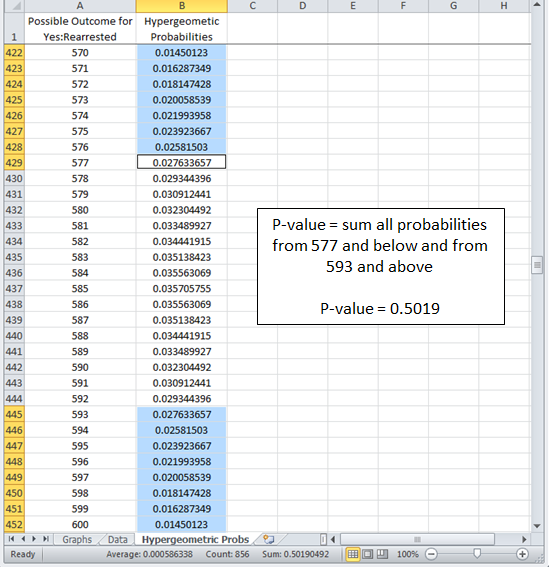 A B C D E F G H
Possible Outcome for Hypergeometic
1 Yes:Rearrested Probabilities
422 570 0.01450123
423 571 0.016287349
424 572 0.018147428
425 573 0.020058539
426 574 0.021993958
427 575 0.023923667
428 576 0.02581503
429 577 0.027633657
430 578 0.029344396
431 579 0.030912441
432 580 0.032304492
433 581 0.033489927
434 582 0.034441915
435 583 0.035138423
436 584 0.035563069
437 585 0.035705755
438 586 0.035563069
439 587 0.035138423
440 588 0.034441915
441 589 0.033489927
442 590 0.032304492
443 591 0.030912441
444 592 0.029344396
445 593 0.027633657
446 594 0.02581503
447 595 0.023923667
448 596 0.021993958
449 597 0.020058539
450 598 0.018147428
451 599 0.016287349
452 600 0.01450123
P-value = sum all probabilities
from 577 and below and from
593 and above
P-value = 0.5019
Graphs Data Hypergeometric Probs
Ready Average: 0.000586338 Count: 856 Sum: 0.50190492 100%